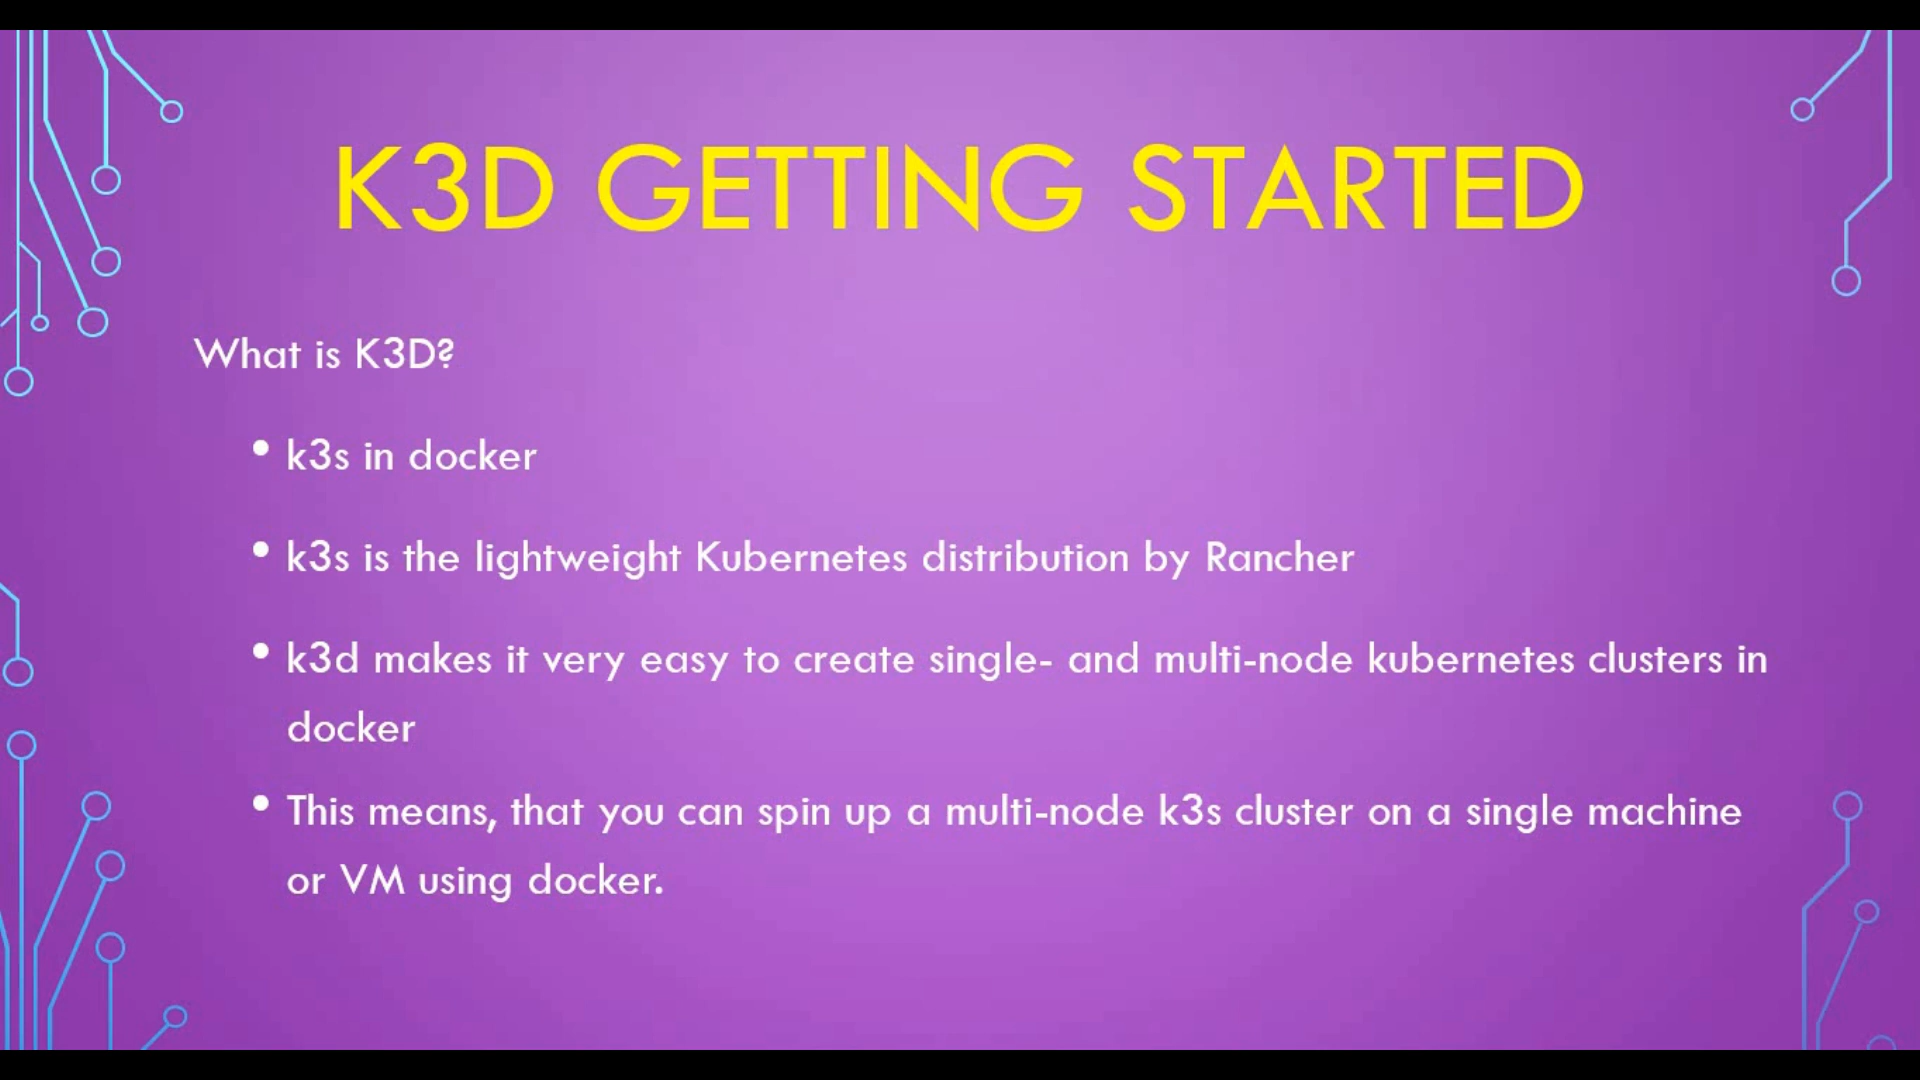 K3D GETTING STARTED
What is K3D?
• k3s in docker
• k3s is the lightweight Kubernetes distribution by Rancher
• k3d makes it very easy to create single- and multi-node kubernetes clusters in
docker
• This means, that you can spin up a multi-node k3s cluster on a single machine
or VM using docker.